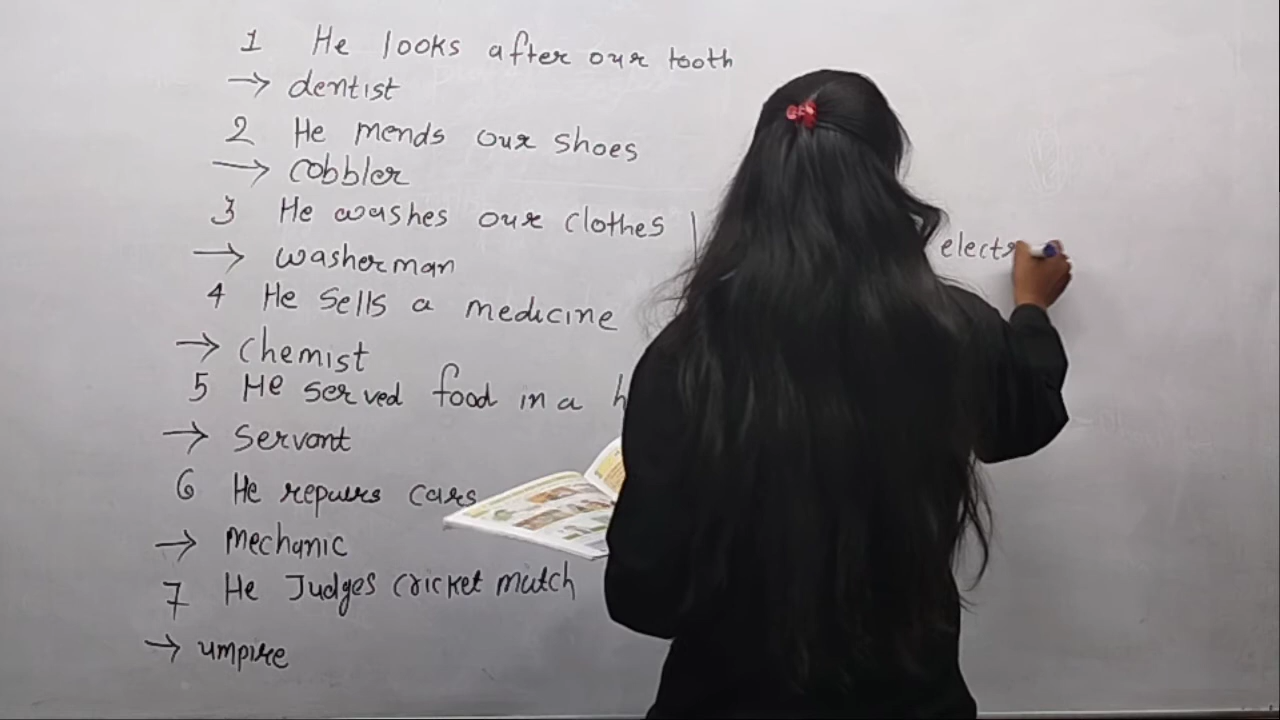 1 He looks after our tooth
→ dentist
2 He mends our shoes
→ cobbler
3 He washes our clothes
→ washerman
4 He sells a medicine
→ chemist
5 He served food in a
→ Servant
6 He repairs cars
→ mechanic
7 He Judges cricket match
→ umpire
electr